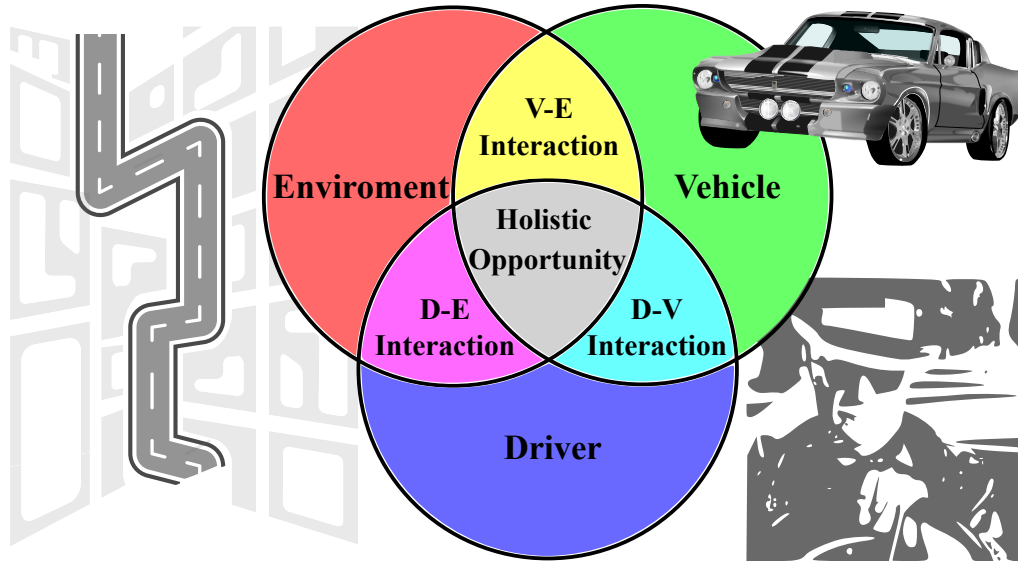 V-E
Interaction
Enviroment
Vehicle
Holistic
Opportunity
D-E
Interaction
D-V
Interaction
Driver